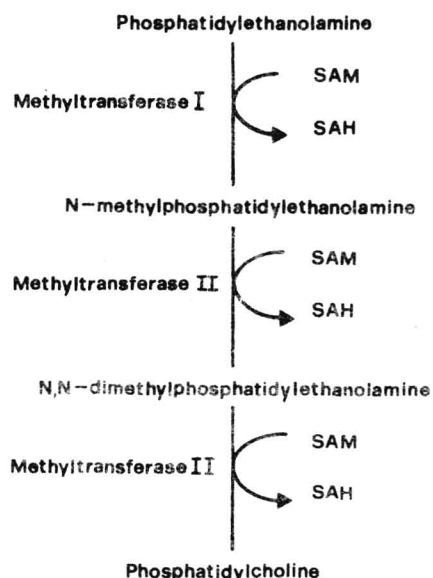 Phosphatidylethanolamine
SAM
Methyltransferase I
SAH
N-methylphosphatidylethanolamine
SAM
Methyltransferase II
SAH
N,N-dimethylphosphatidylethanolamine
SAM
Methyltransferase II
SAH
Phosphatidylcholine